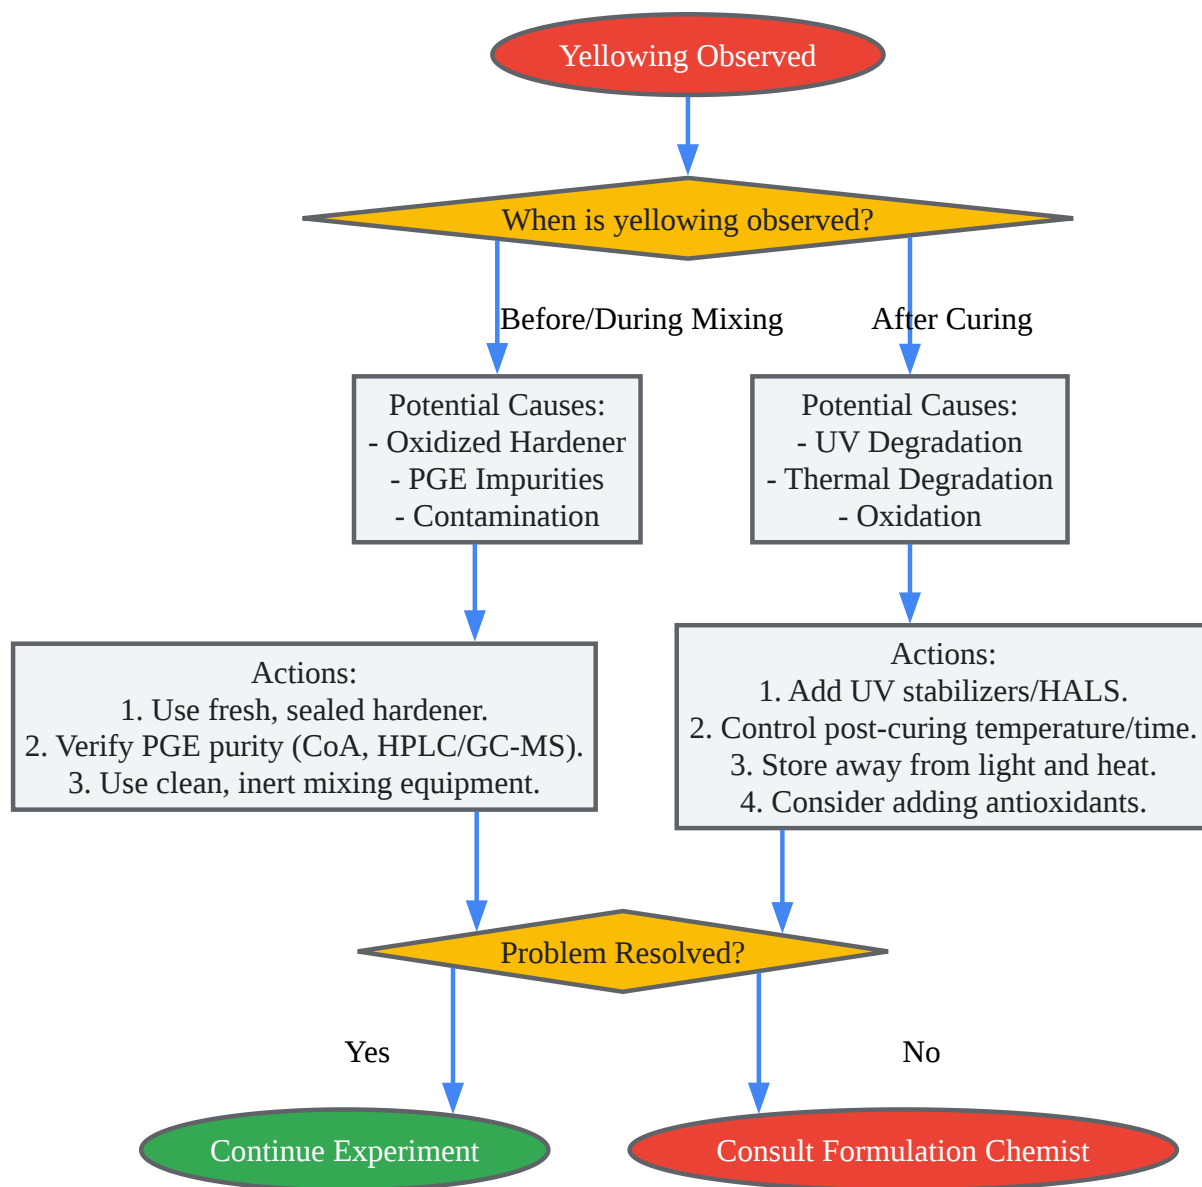 Yellowing Observed
When is yellowing observed?
Before/During Mixing
After Curing
Potential Causes:
- Oxidized Hardener
- PGE Impurities
- Contamination
Potential Causes:
- UV Degradation
- Thermal Degradation
- Oxidation
Actions:
1. Use fresh, sealed hardener.
2. Verify PGE purity (CoA, HPLC/GC-MS).
3. Use clean, inert mixing equipment.
Actions:
1. Add UV stabilizers/HALS.
2. Control post-curing temperature/time.
3. Store away from light and heat.
4. Consider adding antioxidants.
Problem Resolved?
Yes
No
Continue Experiment
Consult Formulation Chemist